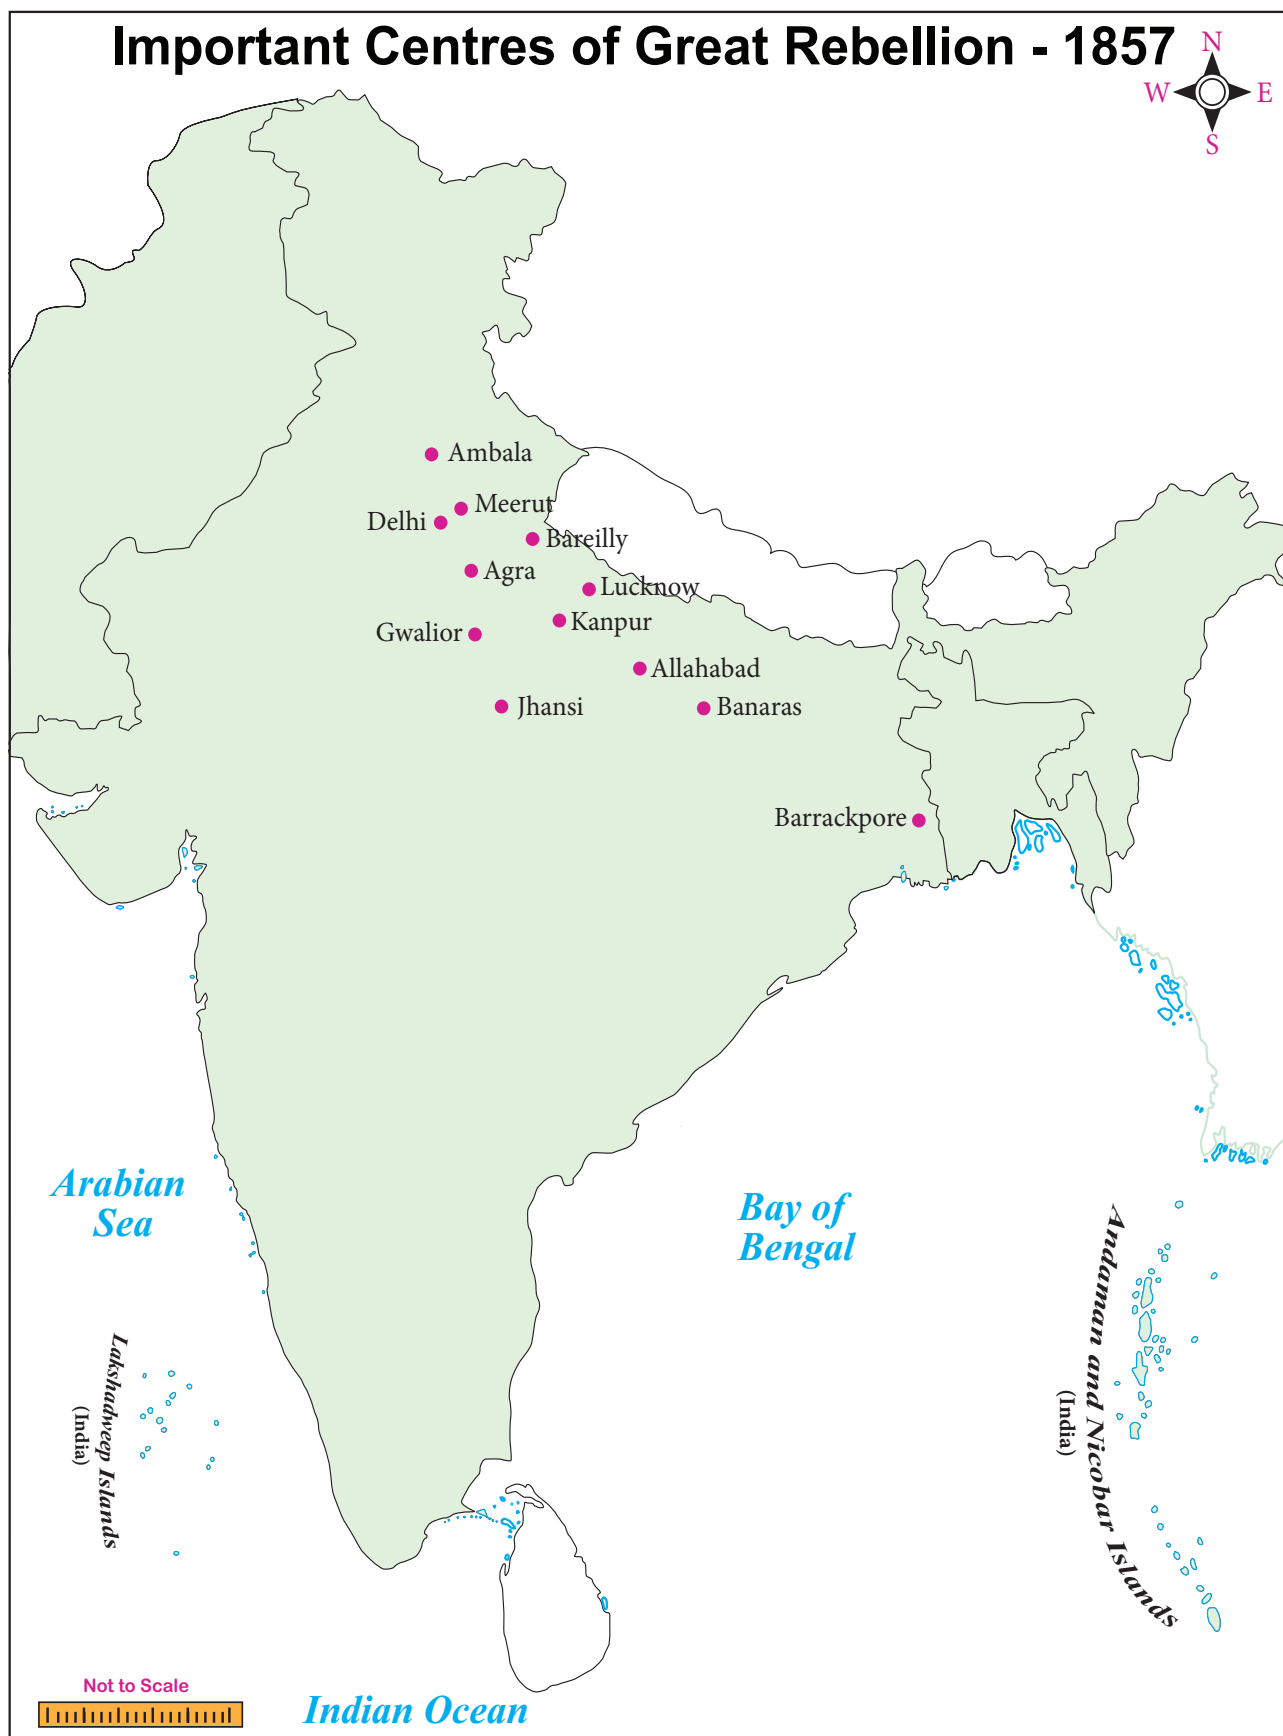 Important Centres of Great Rebellion - 1857
N
W
E
S
Ambala
Meerut
Delhi
Bareilly
Agra
Lucknow
Kanpur
Gwalior
Allahabad
Jhansi
Banaras
Barrackpore
Arabian
Sea
Bay of
Bengal
Andaman and Nicobar Islands
(India)
Lakshadweep Islands
(India)
Not to Scale
Indian Ocean